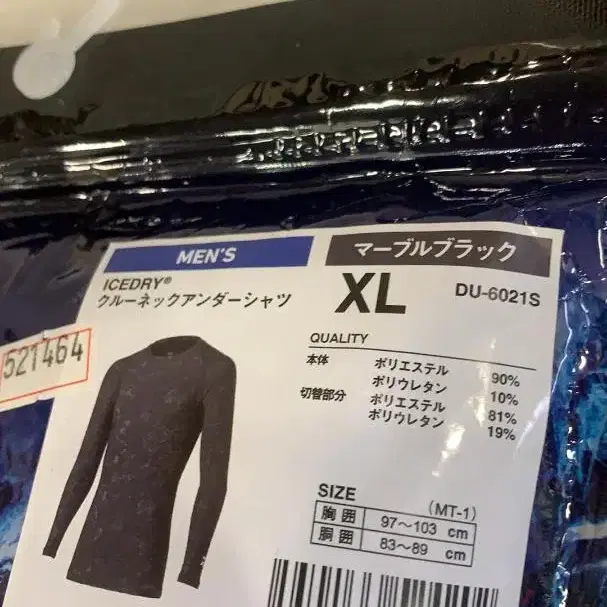 MEN'S
マーブルブラック
ICEDRY®
クルーネックアンダーシャツ
XL DU-6021S
QUALITY
本体 ポリエステル 90%
ポリウレタン 10%
切替部分 ポリエステル 81%
ポリウレタン 19%
521464
SIZE (MT-1)
胸囲 97〜103 cm
胴囲 83〜89 cm